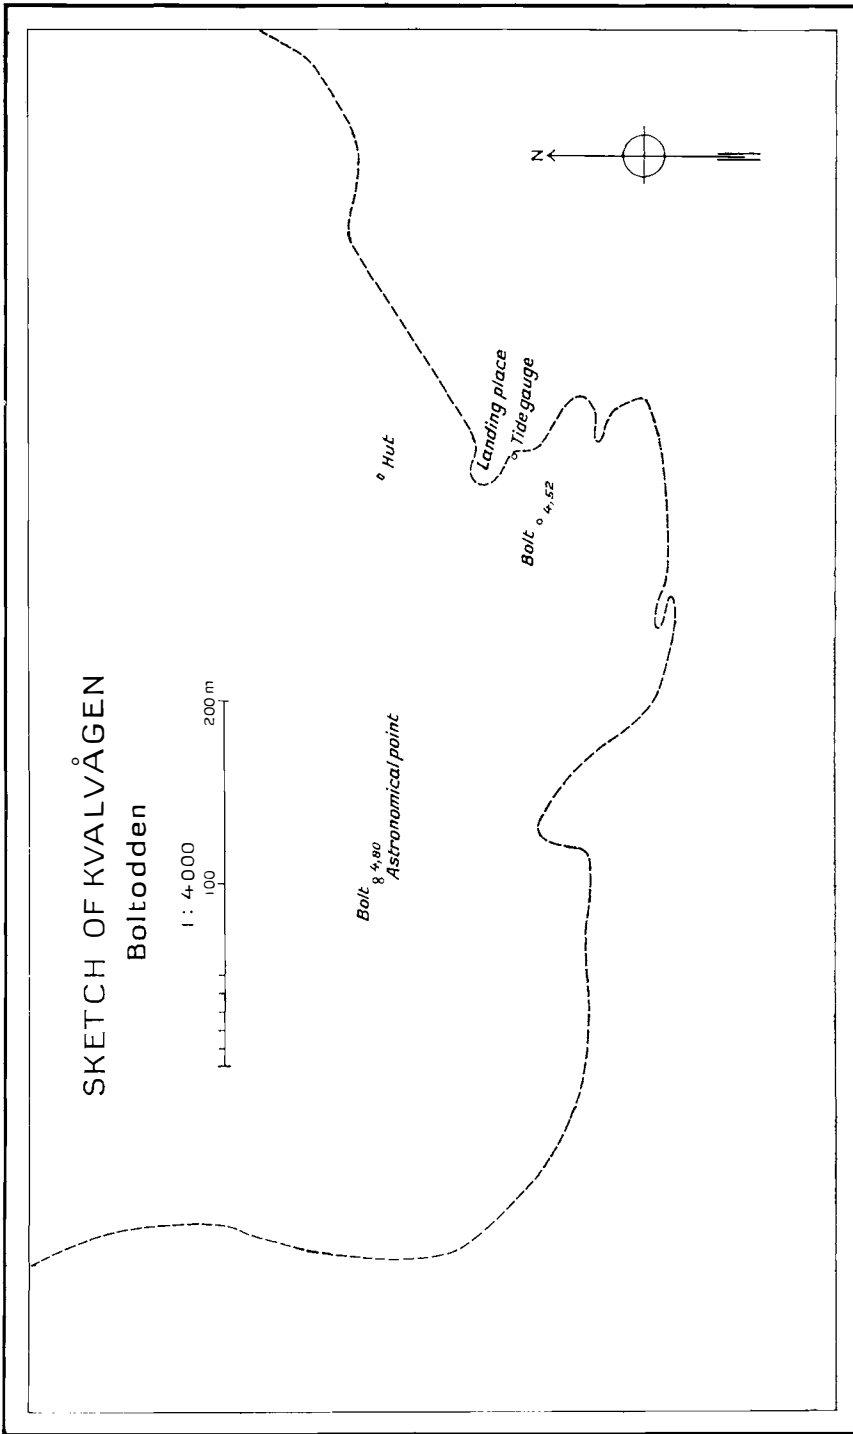 SKETCH OF KVALVÅGEN
Boltodden
1 : 4000
100
200 m
N
Hut
Landing place
Tide gauge
Bolt
4,52
Bolt
4,80
Astronomical point